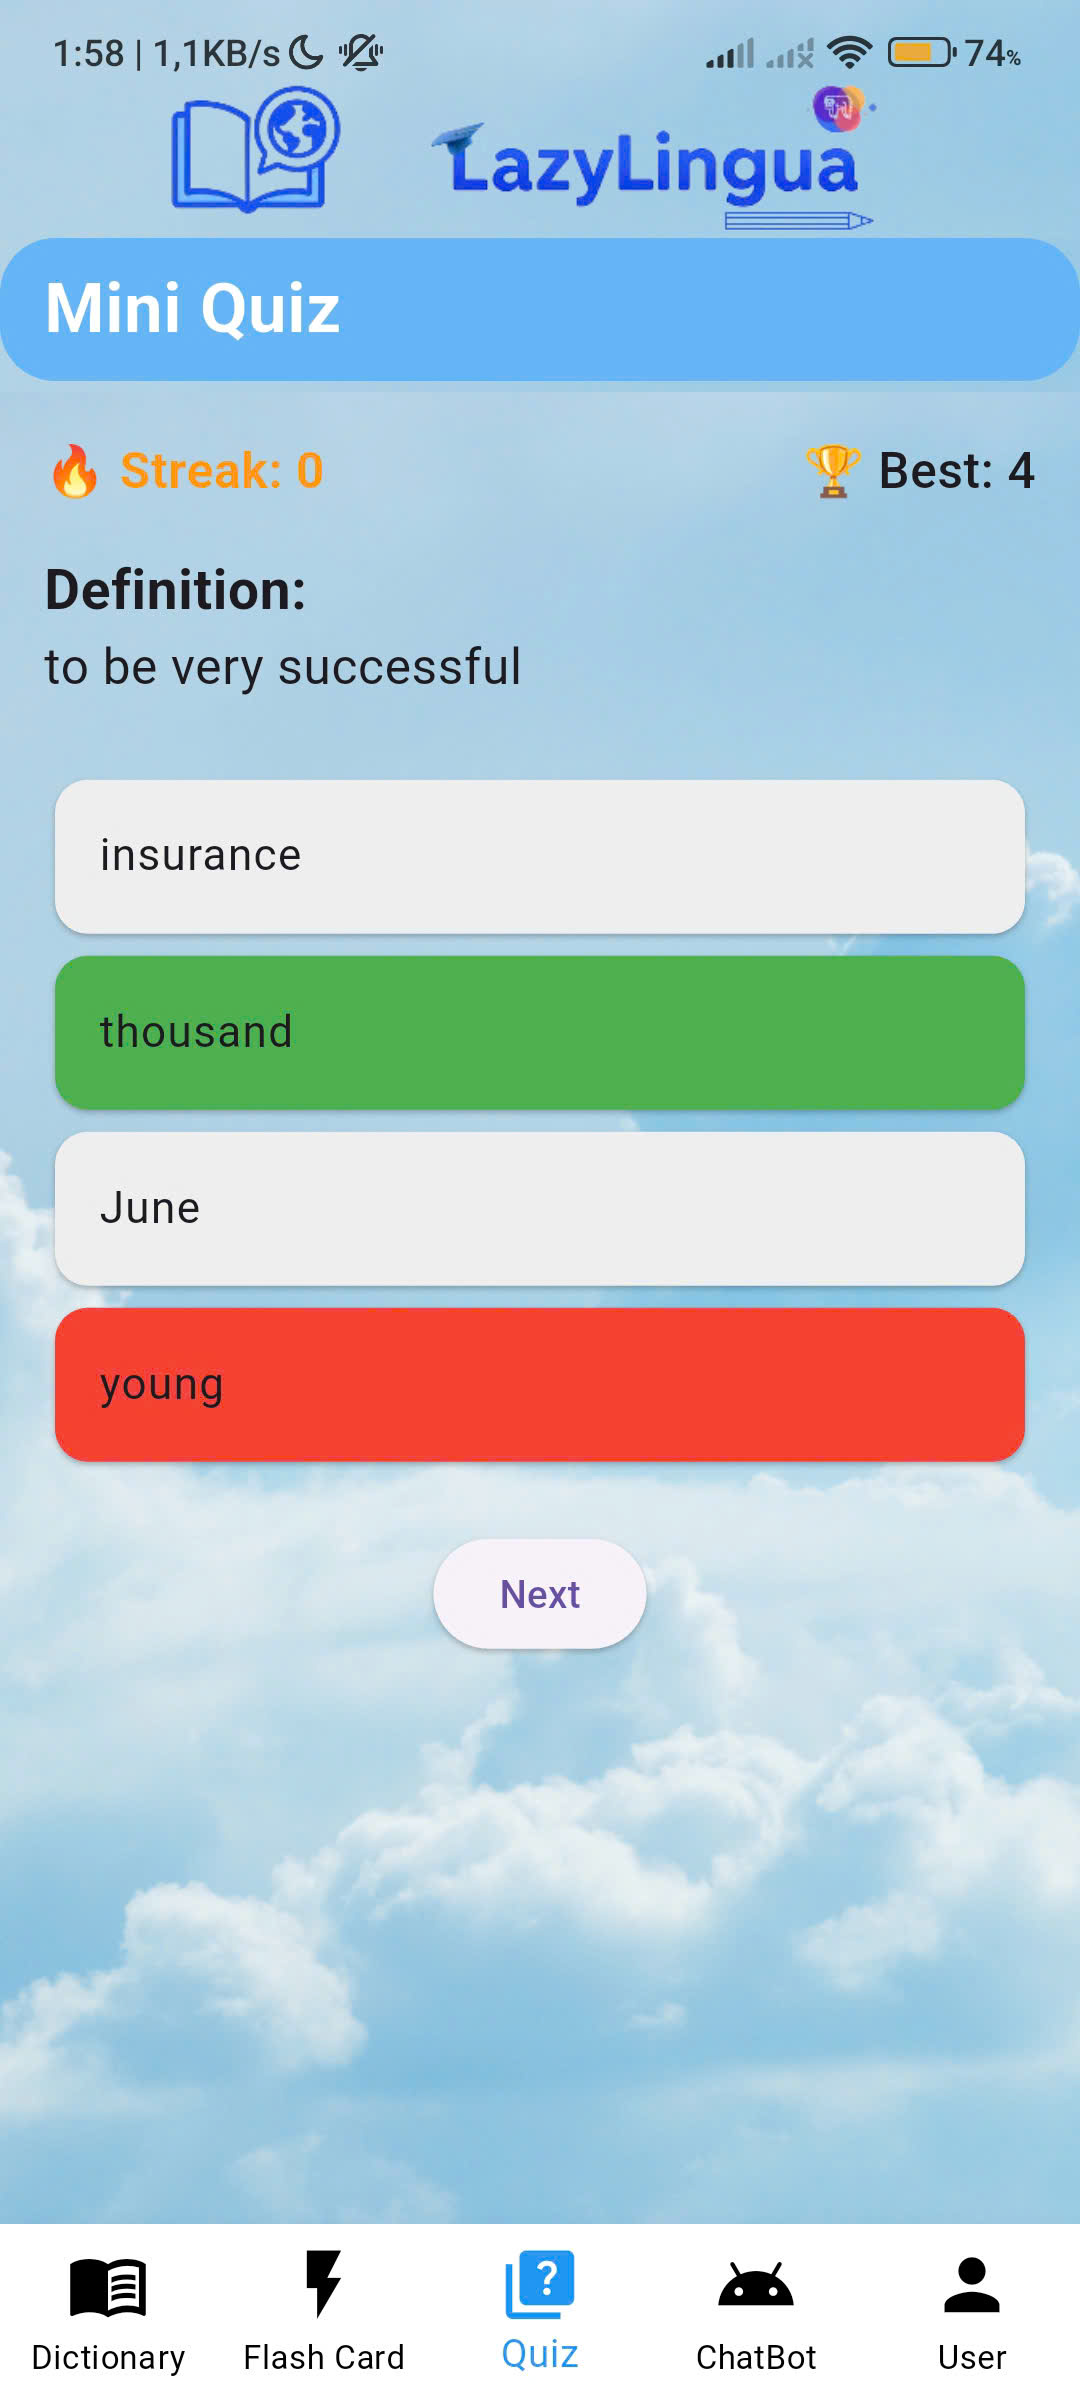 1:58 | 1,1KB/s 74%
LazyLingua
Mini Quiz
🔥 Streak: 0 🏆 Best: 4
Definition:
to be very successful
insurance
thousand
June
young
Next
Dictionary Flash Card Quiz ChatBot User